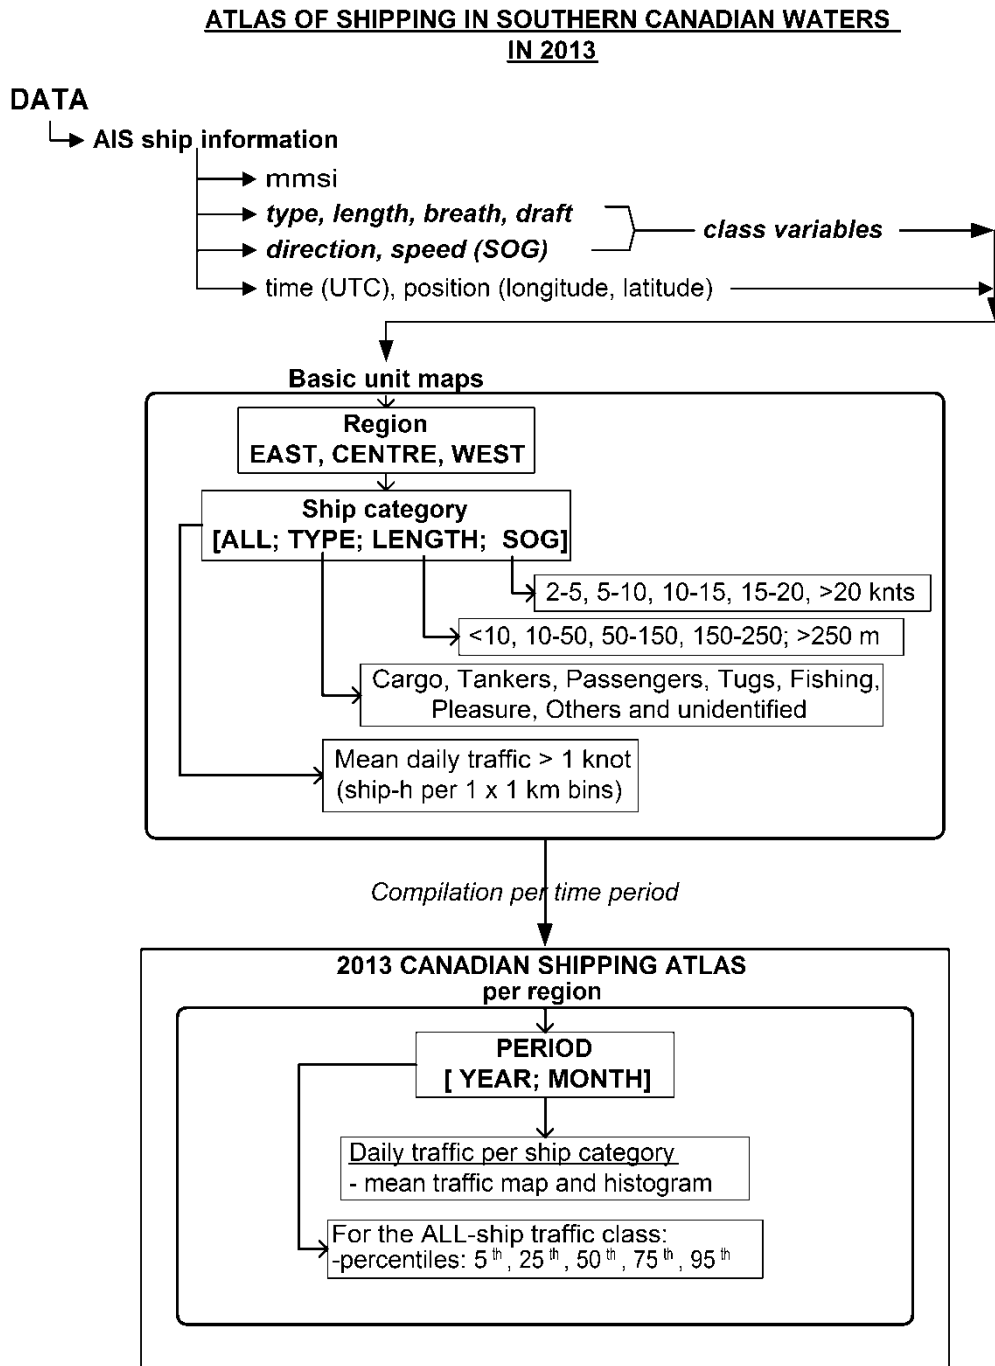 ATLAS OF SHIPPING IN SOUTHERN CANADIAN WATERS
IN 2013
DATA
AIS ship information
mmsi
type, length, breath, draft
class variables
direction, speed (SOG)
time (UTC), position (longitude, latitude)
Basic unit maps
Region
EAST, CENTRE, WEST
Ship category
[ALL; TYPE; LENGTH; SOG]
2-5, 5-10, 10-15, 15-20, >20 knts
<10, 10-50, 50-150, 150-250; >250 m
Cargo, Tankers, Passengers, Tugs, Fishing,
Pleasure, Others and unidentified
Mean daily traffic > 1 knot
(ship-h per 1 x 1 km bins)
Compilation per time period
2013 CANADIAN SHIPPING ATLAS
per region
PERIOD
[ YEAR; MONTH]
Daily traffic per ship category
- mean traffic map and histogram
For the ALL-ship traffic class:
-percentiles: 5th, 25th, 50th, 75th, 95th